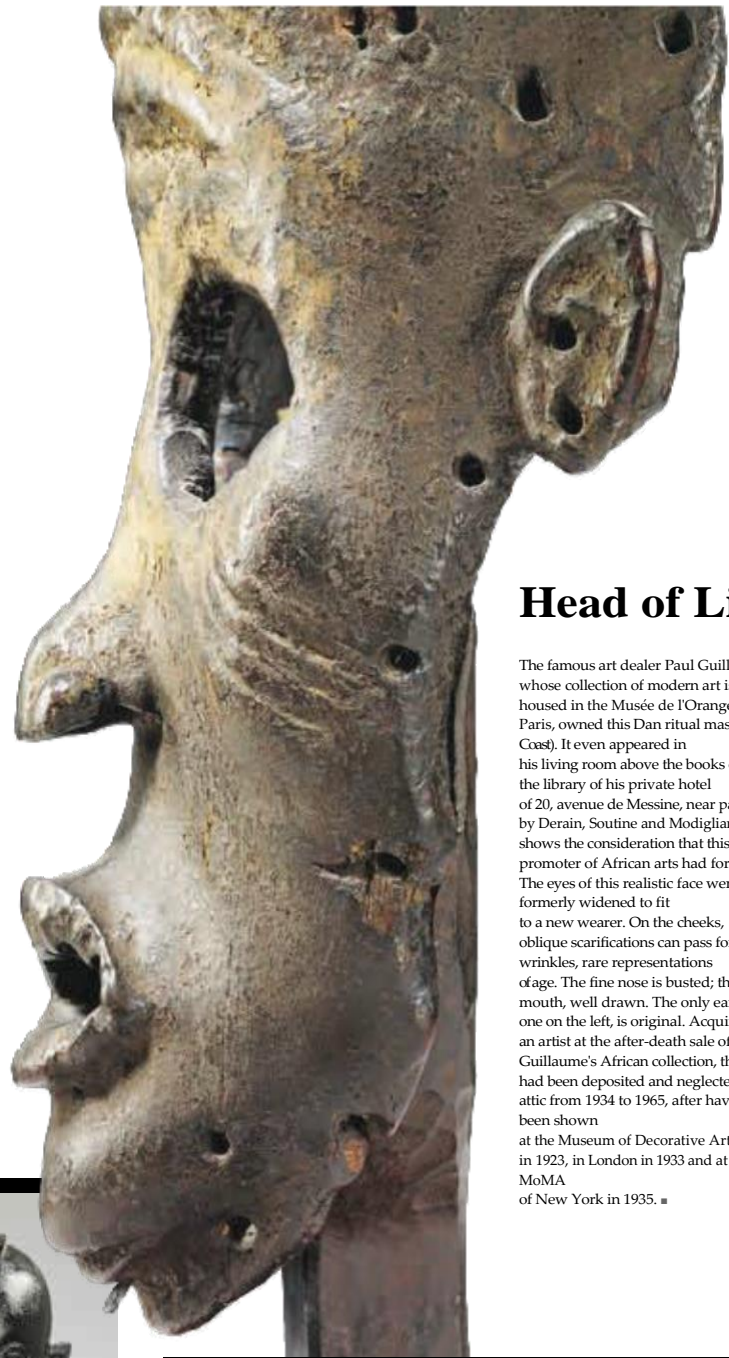 Head of Li
The famous art dealer Paul Guill
whose collection of modern art i
housed in the Musée de l'Orange
Paris, owned this Dan ritual mas
Coast). It even appeared in
his living room above the books
the library of his private hotel
of 20, avenue de Messine, near pa
by Derain, Soutine and Modiglian
shows the consideration that this
promoter of African arts had for
The eyes of this realistic face wer
formerly widened to fit
to a new wearer. On the cheeks,
oblique scarifications can pass fo
wrinkles, rare representations
ofage. The fine nose is busted; th
mouth, well drawn. The only ea
one on the left, is original. Acqui
an artist at the after-death sale of
Guillaume's African collection, th
had been deposited and neglecte
attic from 1934 to 1965, after hav
been shown
at the Museum of Decorative Art
in 1923, in London in 1933 and at
MoMA
of New York in 1935. ■